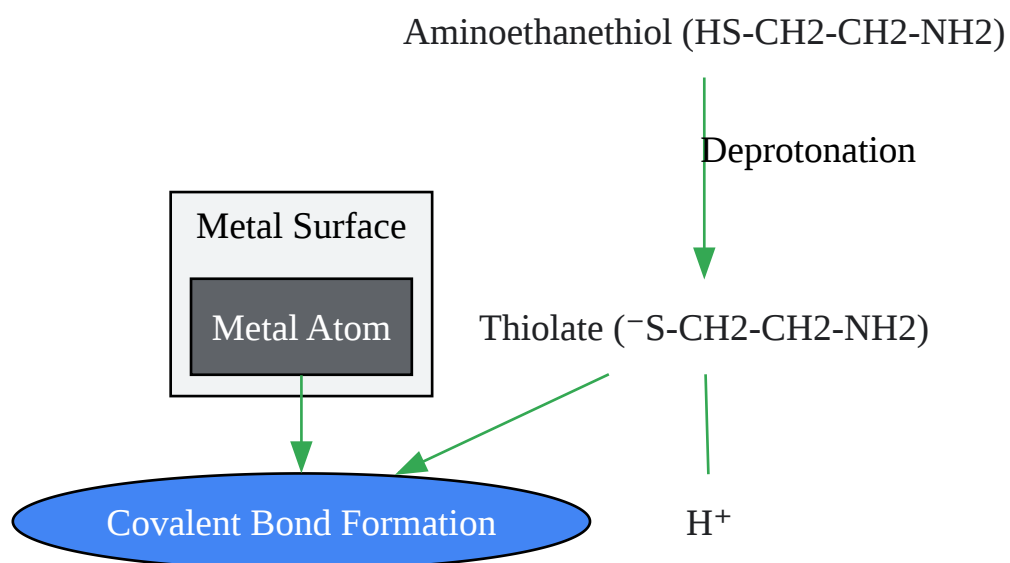 Aminoethanethiol (HS-CH2-CH2-NH2)
Deprotonation
Metal Surface
Metal Atom
Thiolate (⁻S-CH2-CH2-NH2)
Covalent Bond Formation
H⁺